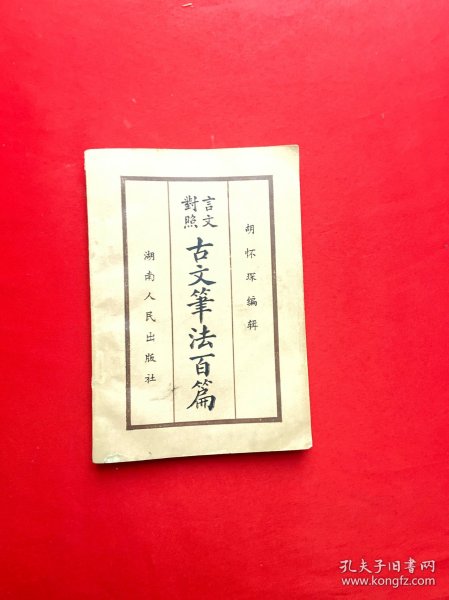 胡怀琛编辑
言文
對照
古文筆法百篇
湖南人民出版社
孔夫子旧书网
www.kongfz.com